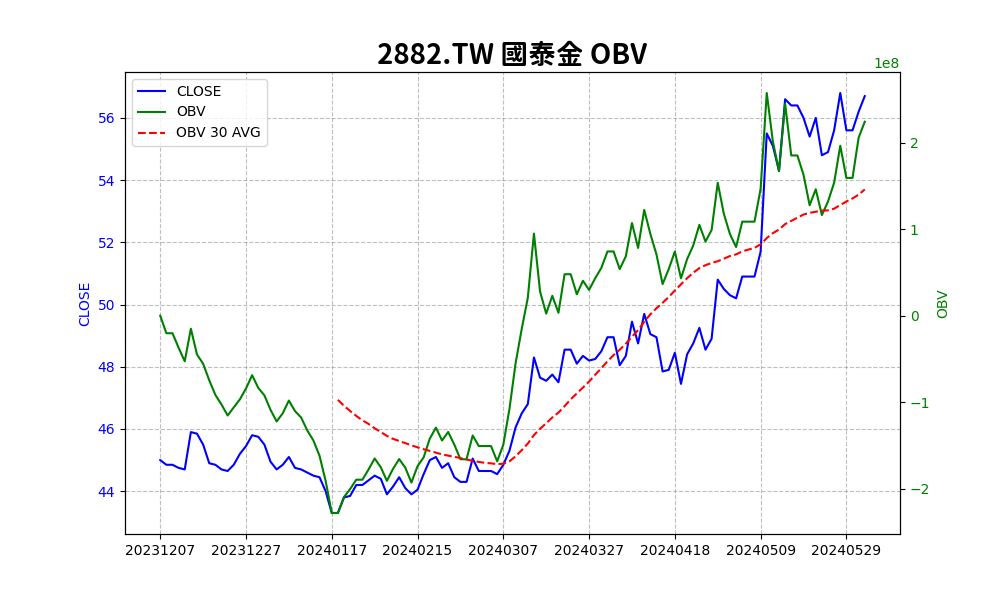 2882.TW 國泰金 OBV
1e8
CLOSE
OBV
OBV 30 AVG
56
54
52
50
48
46
44
CLOSE
2
1
0
−1
−2
OBV
20231207 20231227 20240117 20240215 20240307 20240327 20240418 20240509 20240529